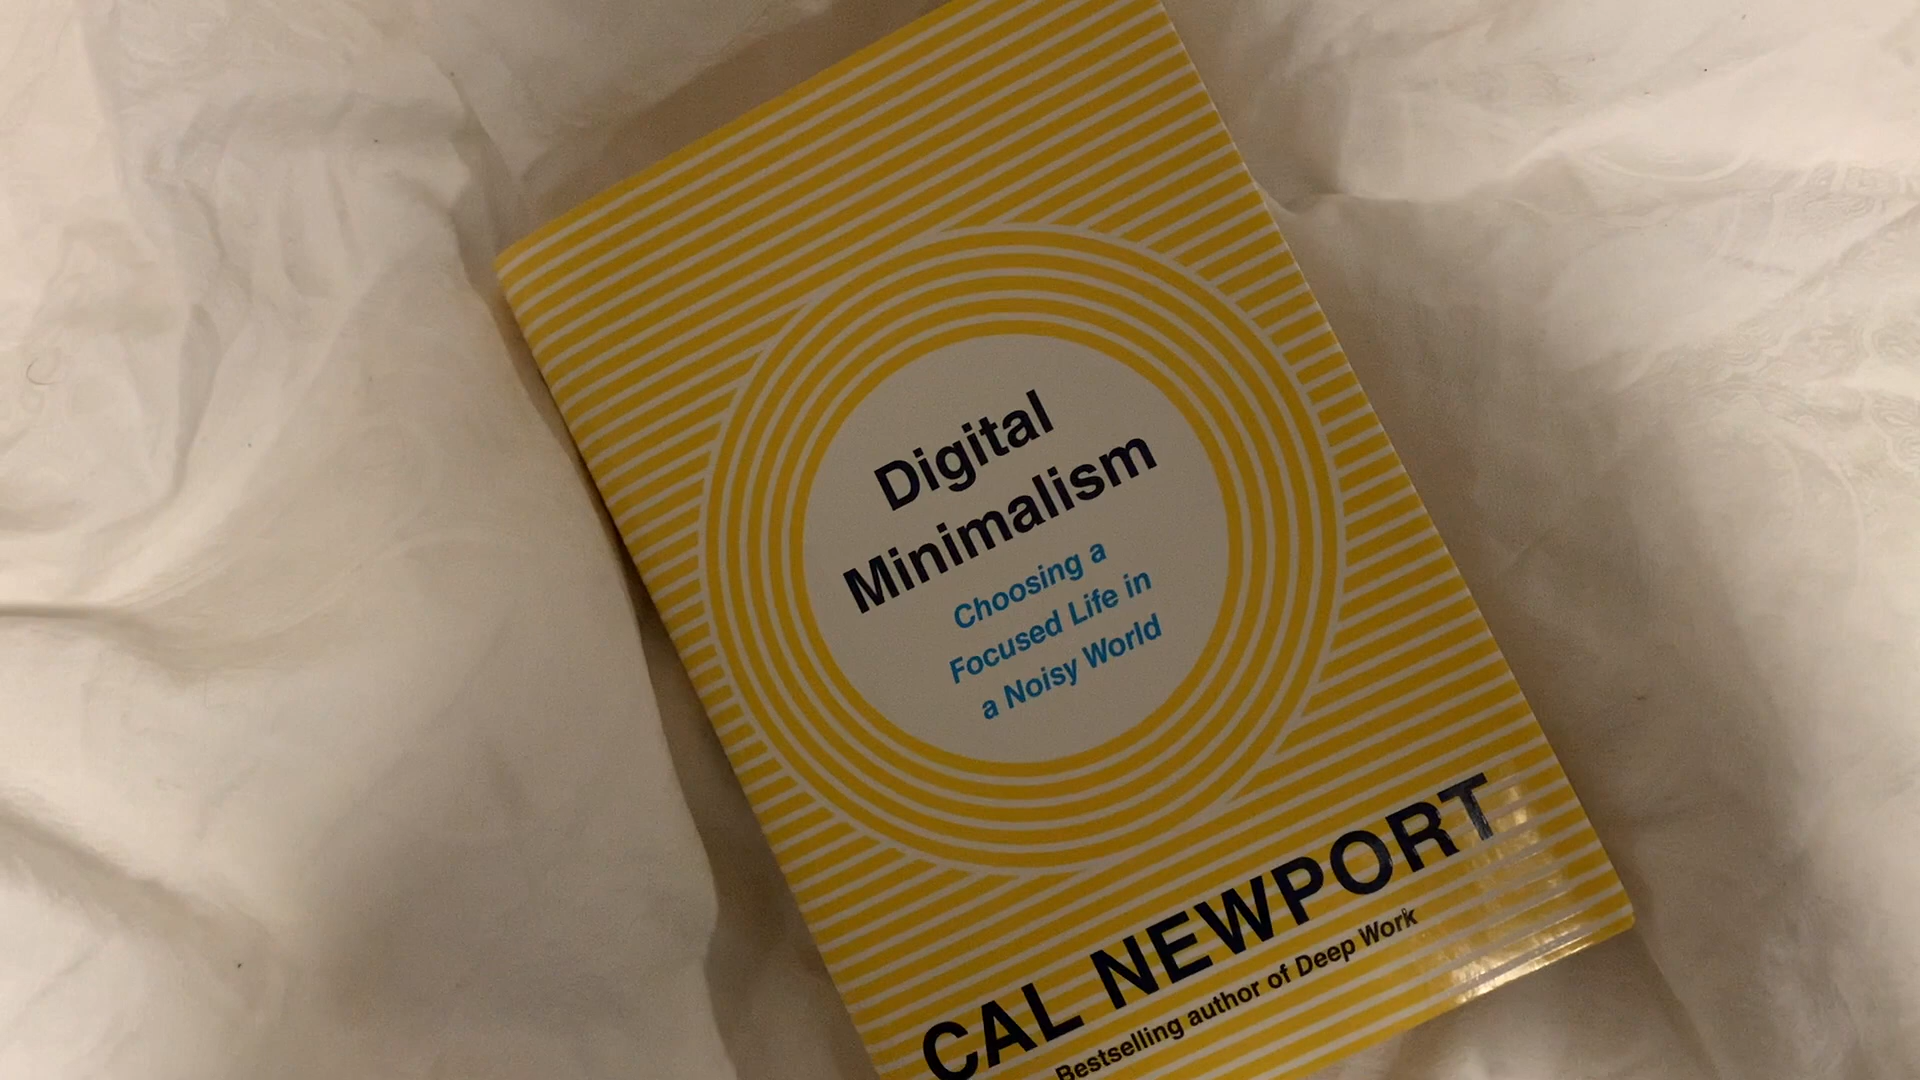 Digital
Minimalism
Choosing a
Focused Life in
a Noisy World
CAL NEWPORT
Bestselling author of Deep Work